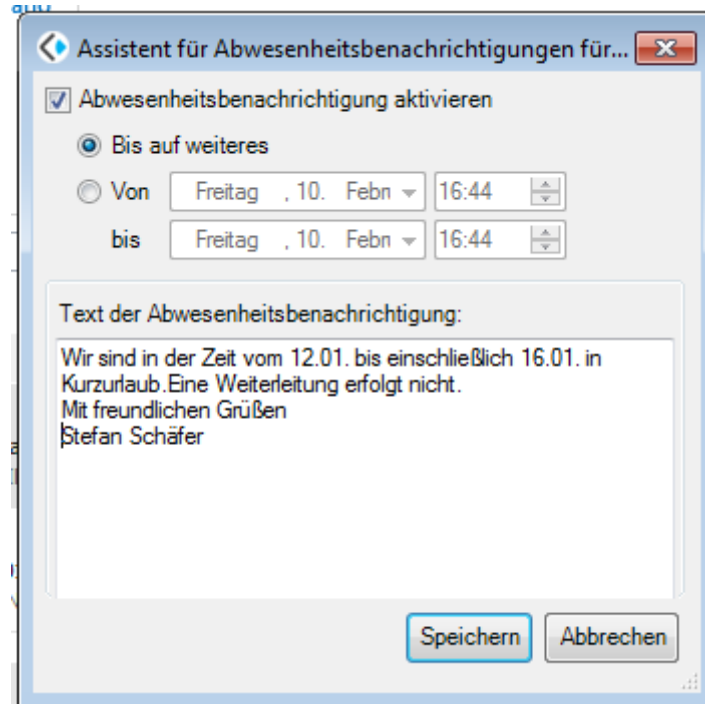 Assistent für Abwesenheitsbenachrichtigungen für...
Abwesenheitsbenachrichtigung aktivieren
Bis auf weiteres
Von Freitag , 10. Febr 16:44
bis Freitag , 10. Febr 16:44
Text der Abwesenheitsbenachrichtigung:
Wir sind in der Zeit vom 12.01. bis einschließlich 16.01. in
Kurzurlaub.Eine Weiterleitung erfolgt nicht.
Mit freundlichen Grüßen
Stefan Schäfer
Speichern Abbrechen